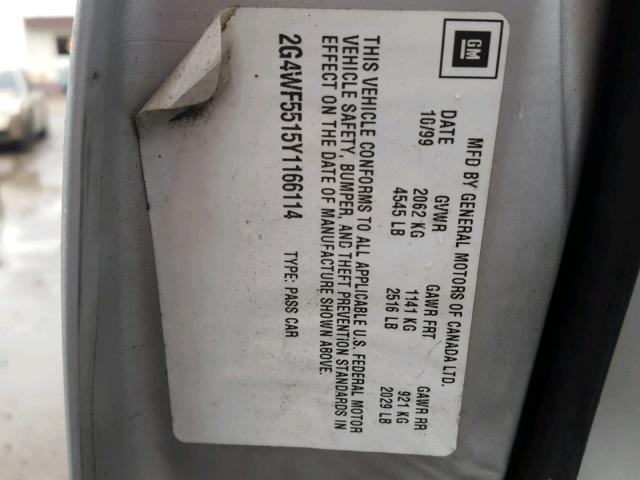 GM
MFD BY GENERAL MOTORS OF CANADA LTD.
DATE GVWR GAWR FRT GAWR RR
10/99 2062 KG 1141 KG 921 KG
4545 LB 2516 LB 2029 LB
THIS VEHICLE CONFORMS TO ALL APPLICABLE U.S. FEDERAL MOTOR
VEHICLE SAFETY, BUMPER, AND THEFT PREVENTION STANDARDS IN
EFFECT ON THE DATE OF MANUFACTURE SHOWN ABOVE.
2G4WF5515Y1166114 TYPE: PASS CAR